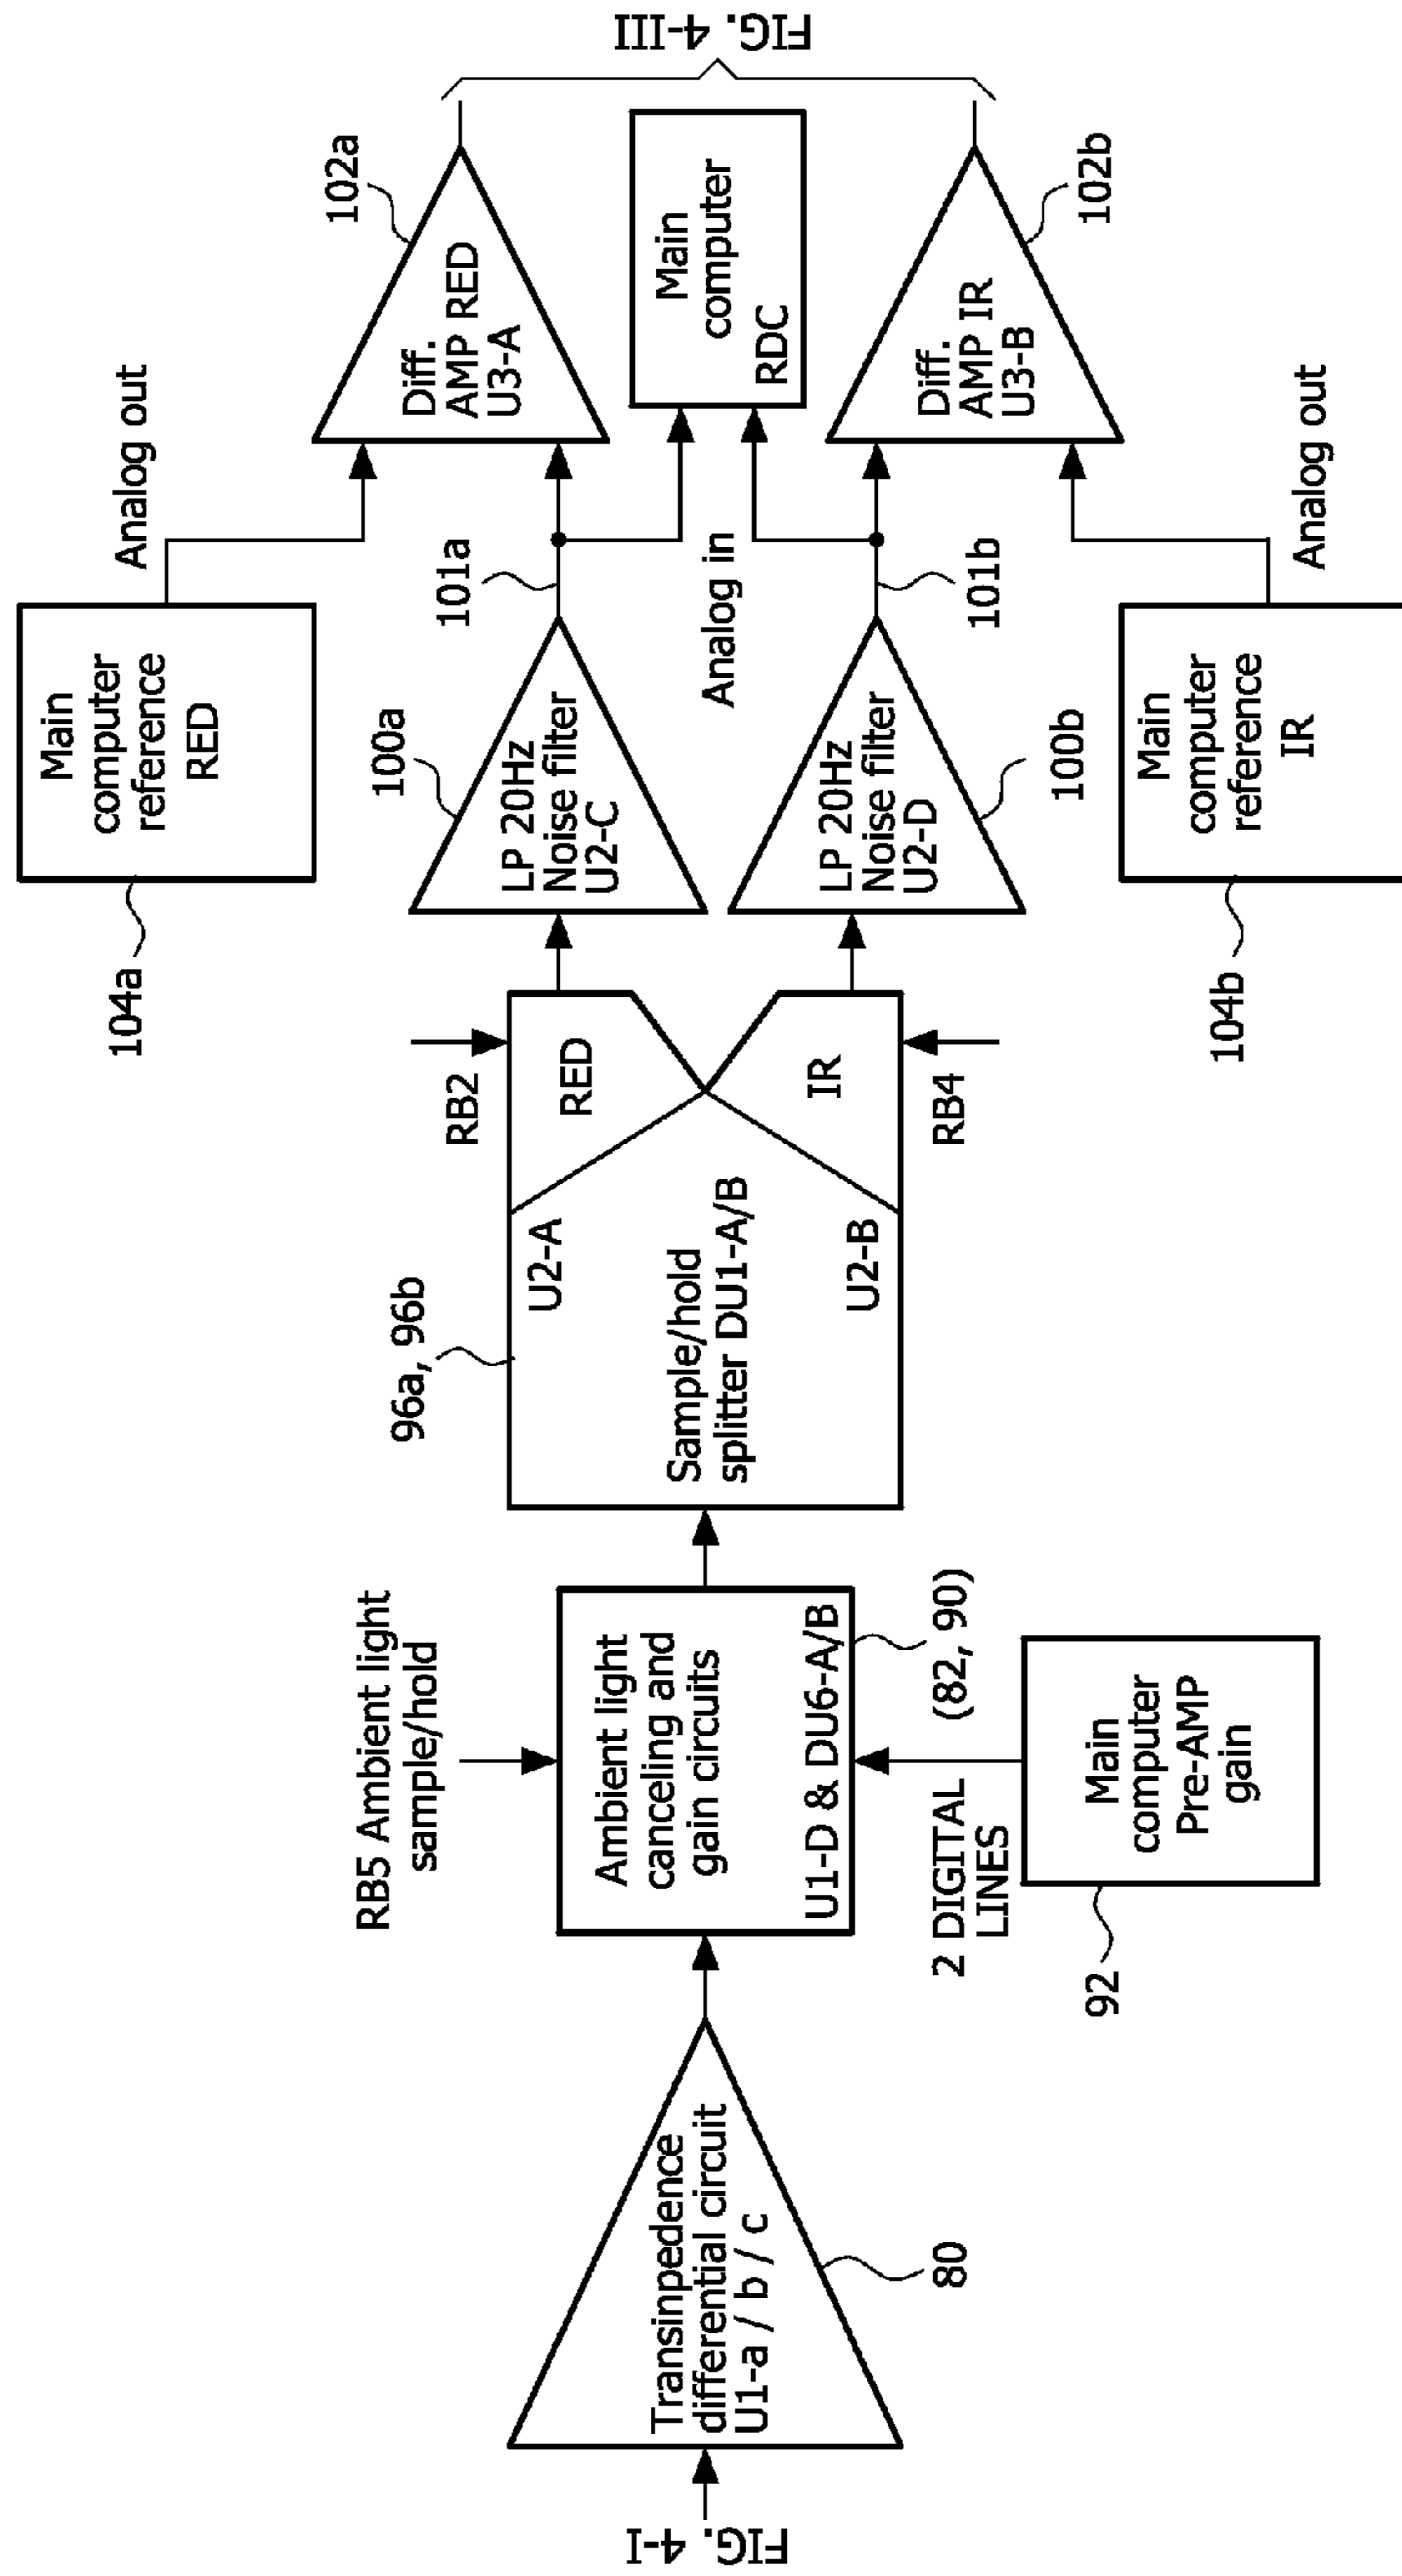 FIG. 4-I
Transinpedence
differential circuit
U1-a / b / c
80
RB5 Ambient light
sample/hold
Ambient light
canceling and
gain circuits
U1-D & DU6-A/B
(82, 90)
2 DIGITAL
LINES
Main
computer
Pre-AMP
gain
92
96a, 96b
U2-A
Sample/hold
splitter DU1-A/B
U2-B
RED
IR
RB2
RB4
100a
LP 20Hz
Noise filter
U2-C
LP 20Hz
Noise filter
U2-D
100b
104a
Main
computer
reference
RED
Analog out
101a
Analog in
101b
104b
Main
computer
reference
IR
Analog out
102a
Diff.
AMP RED
U3-A
Main
computer
RDC
Diff.
AMP IR
U3-B
102b
FIG. 4-III